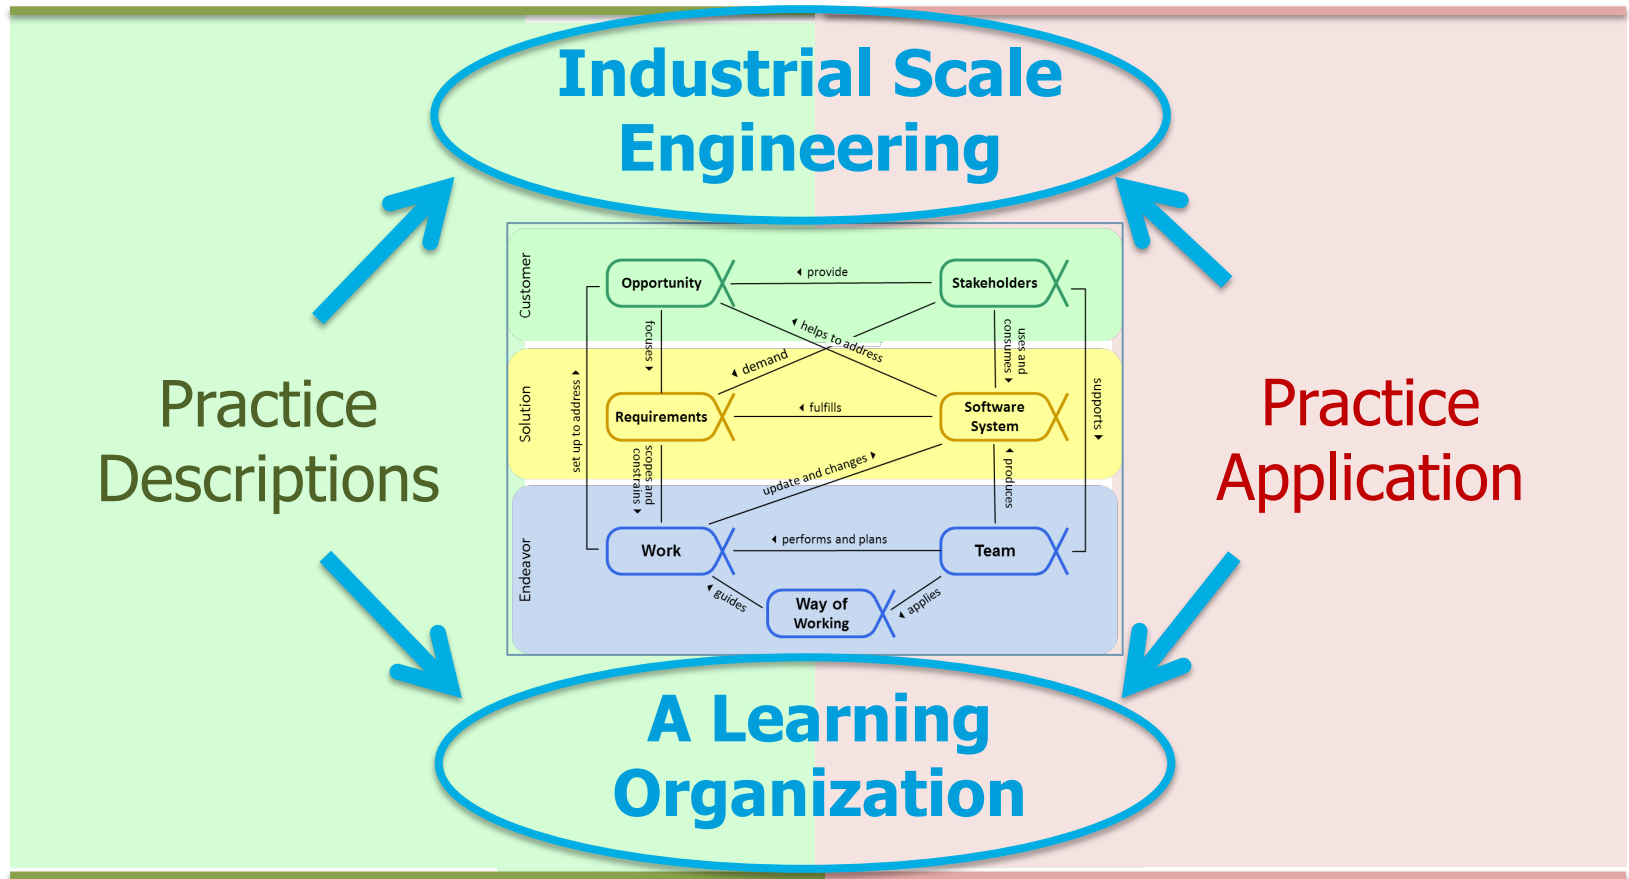 Industrial Scale
Engineering
Customer
Opportunity
◄ provide
Stakeholders
focuses ►
◄ helps to address
◄ demand
uses and
consumes ►
set up to address ►
supports ►
Practice
Descriptions
Solution
Requirements
◄ fulfills
Software
System
Practice
Application
scopes and
constrains ►
update and changes ►
◄ produces
Endeavor
Work
◄ performs and plans
Team
◄ guides
Way of
Working
◄ applies
A Learning
Organization